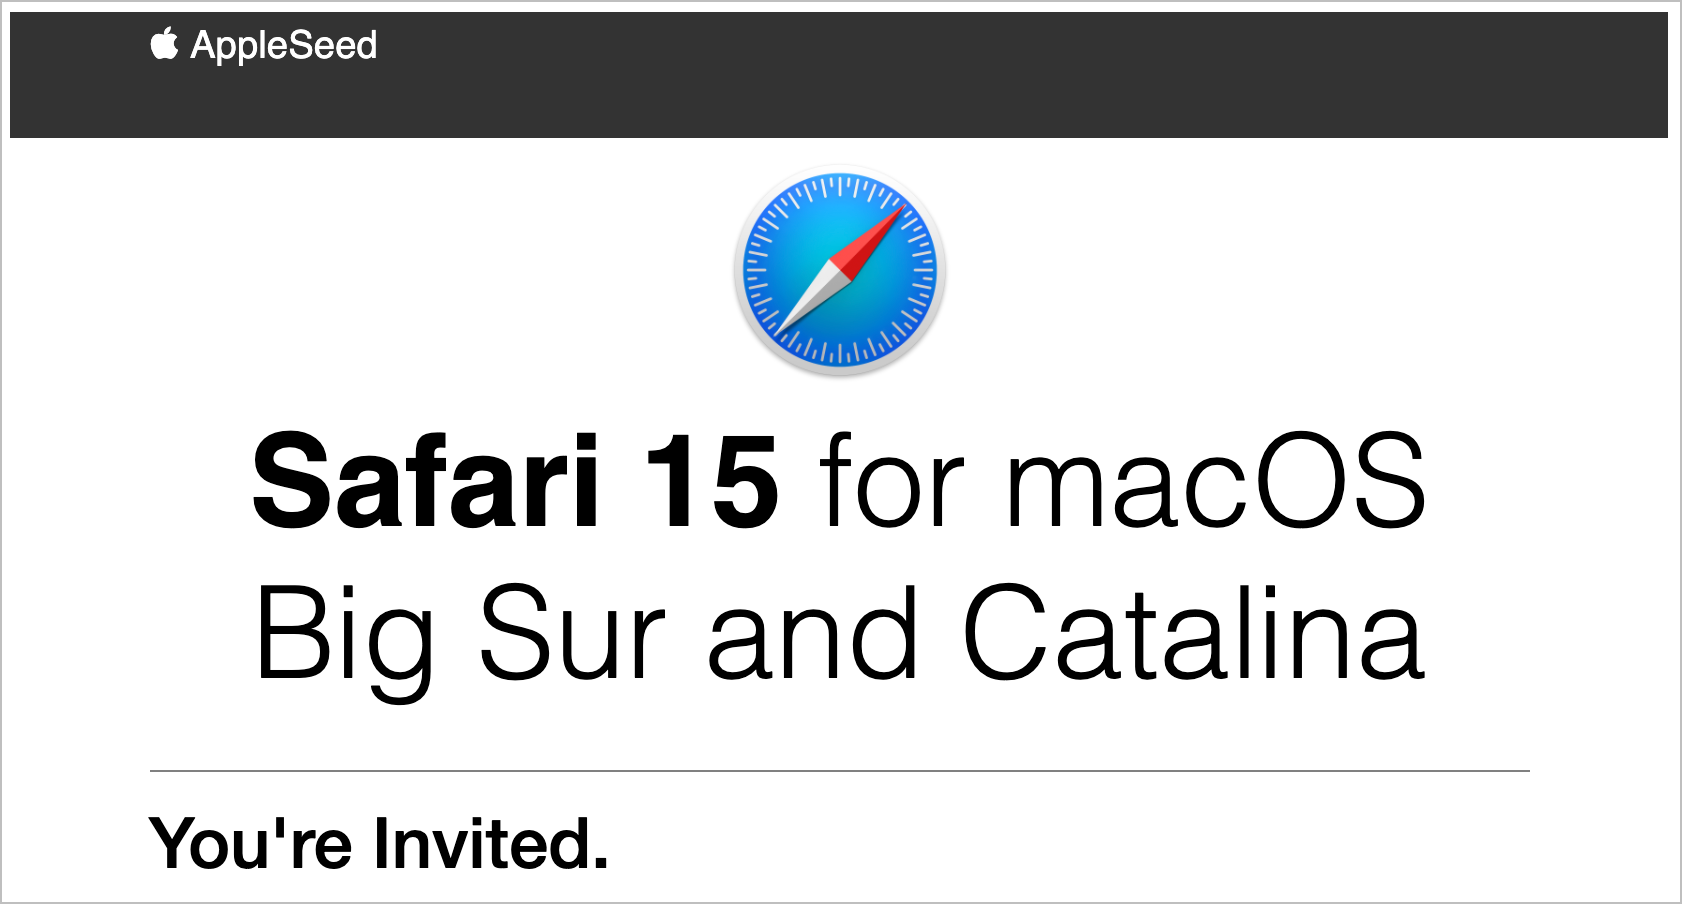 AppleSeed
Safari 15 for macOS
Big Sur and Catalina
You're Invited.